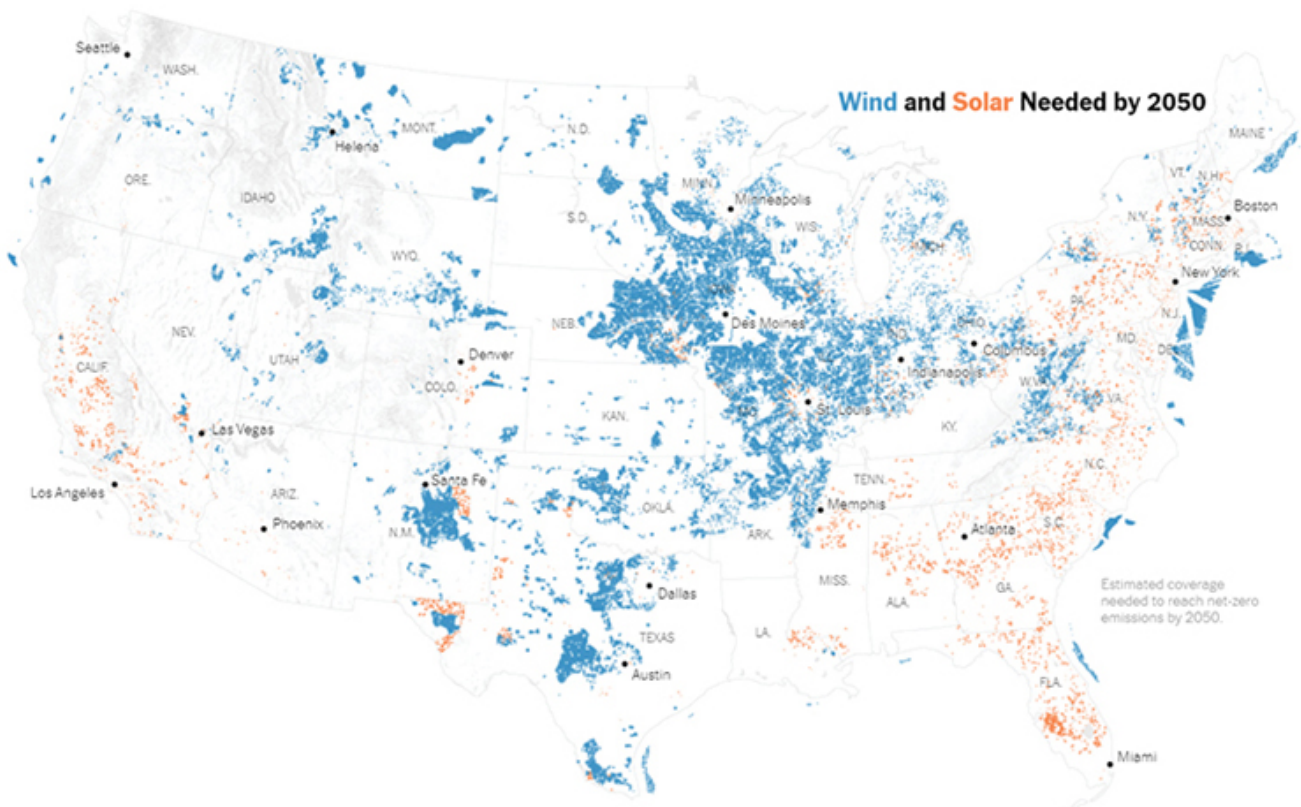 Wind and Solar Needed by 2050
Seattle
WASH.
MONT.
Helena
N.D.
MINN.
Minneapolis
ORE.
IDAHO
S.D.
WIS.
MICH.
MAINE
VT.
N.H.
N.Y.
MASS.
Boston
CONN.
R.I.
WYO.
New York
PA.
N.J.
NEV.
NEB.
Des Moines
IND.
OHIO
Columbus
MD.
DEL.
UTAH
Denver
COLO.
Indianapolis
W.VA.
VA.
CALIF.
KAN.
MO.
St. Louis
KY.
Las Vegas
Los Angeles
ARIZ.
Santa Fe
TENN.
N.C.
Phoenix
N.M.
OKLA.
Memphis
ARK.
Atlanta
S.C.
Dallas
MISS.
ALA.
GA.
Estimated coverage
needed to reach net-zero
emissions by 2050.
TEXAS
LA.
Austin
FLA.
Miami